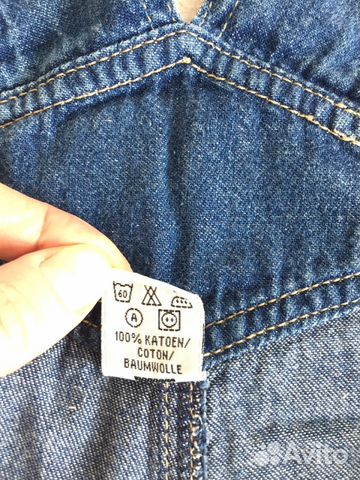 60
A
100% KATOEN/
COTON/
BAUMWOLLE
Avito